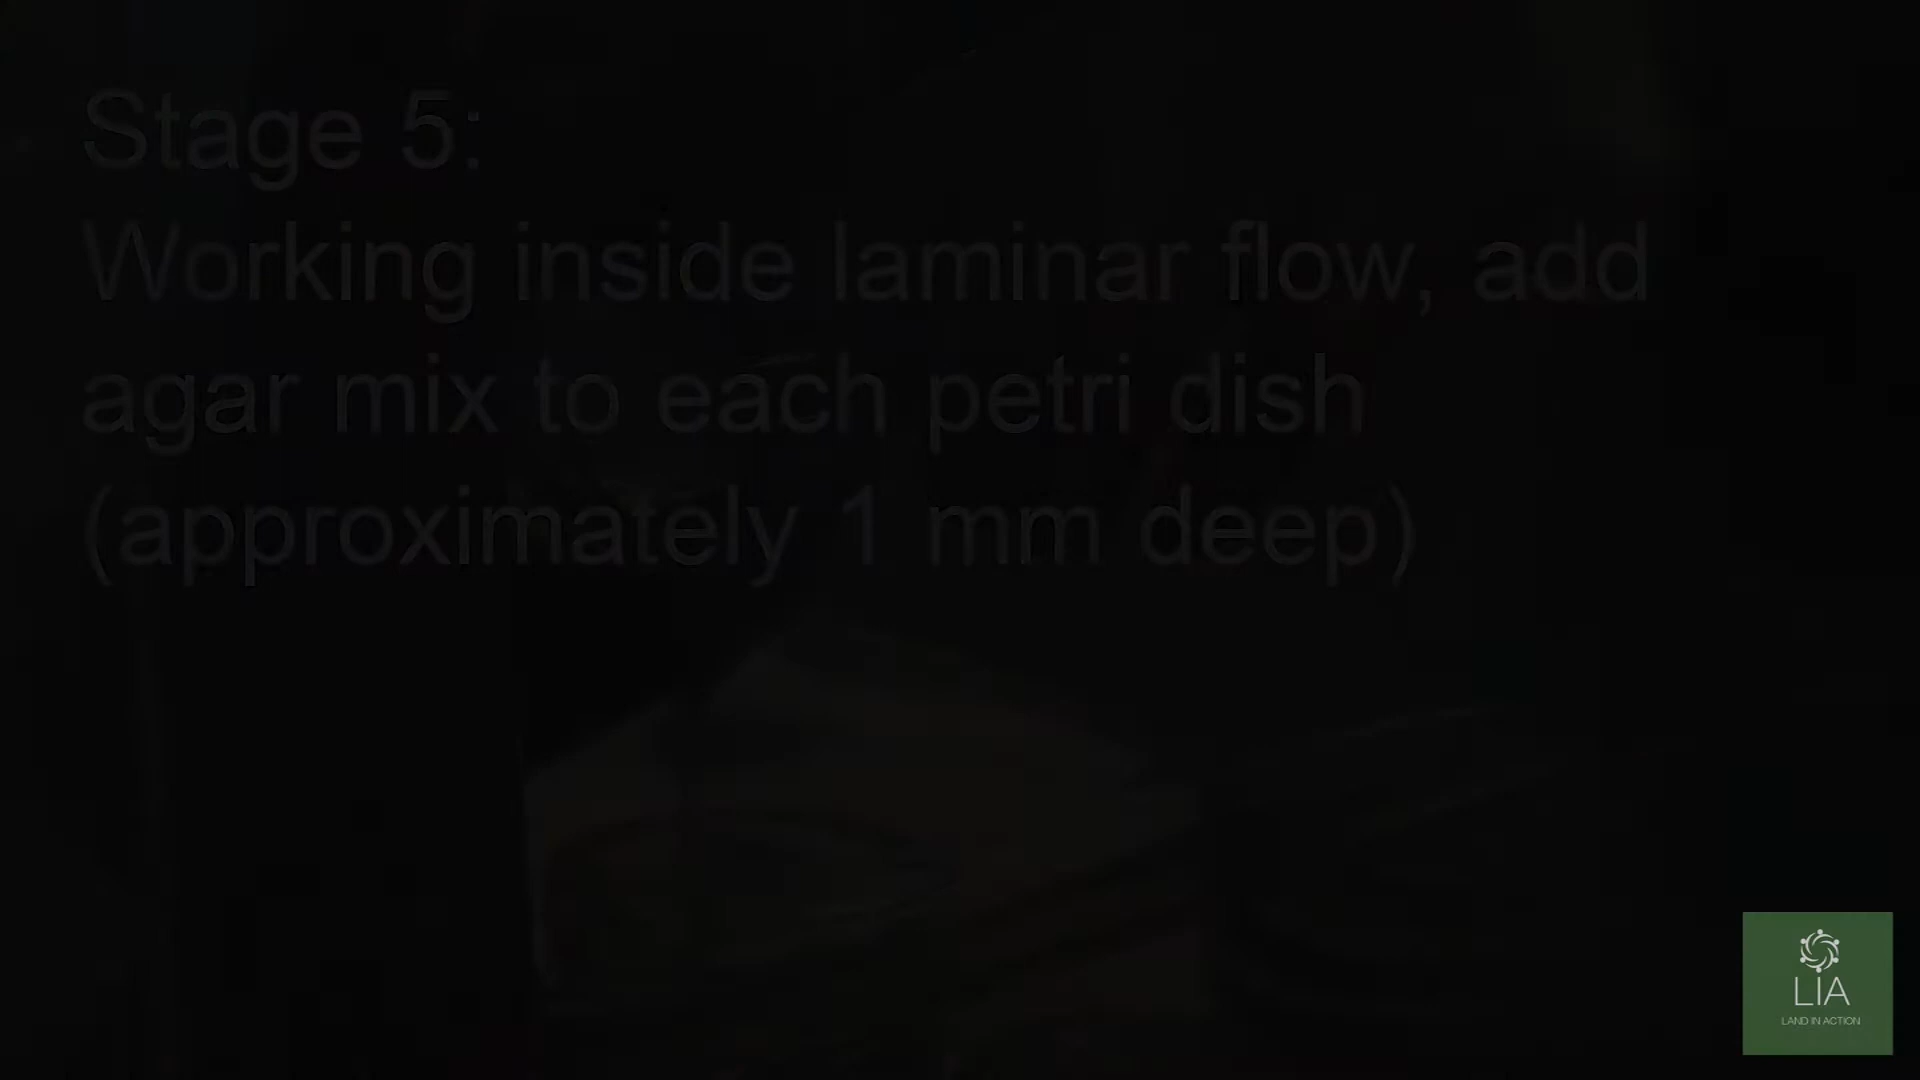 Stage 5:
Working inside laminar flow, add
agar mix to each petri dish
(approximately 1 mm deep)
LIA
LAND IN ACTION